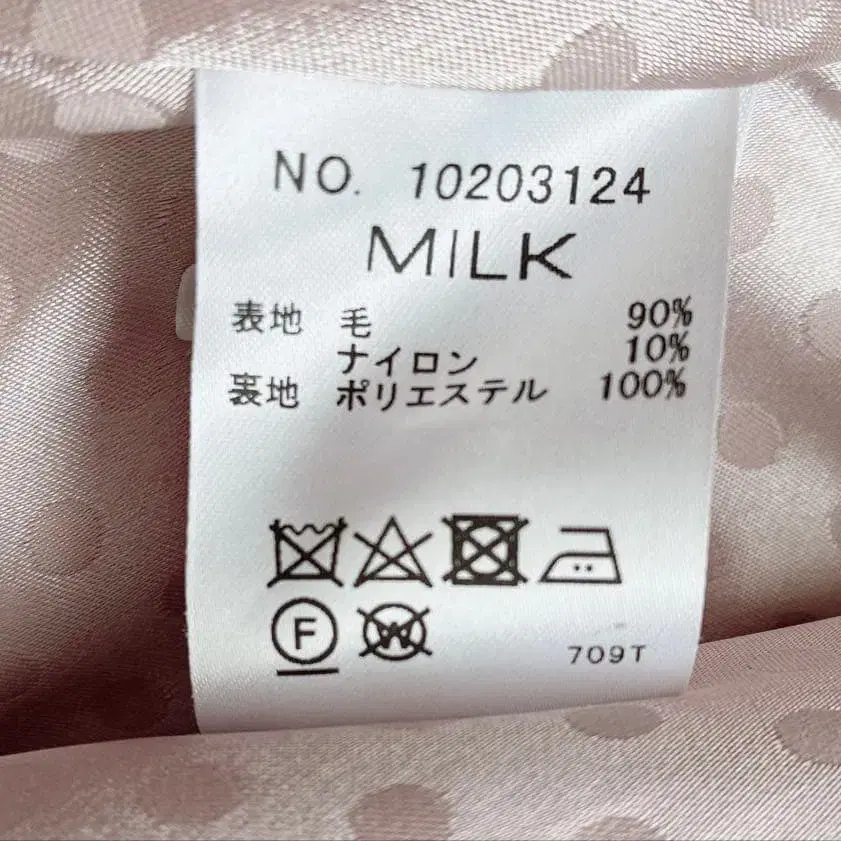 NO. 10203124
MILK
表地 毛 90%
ナイロン 10%
裏地 ポリエステル 100%
F W
709T